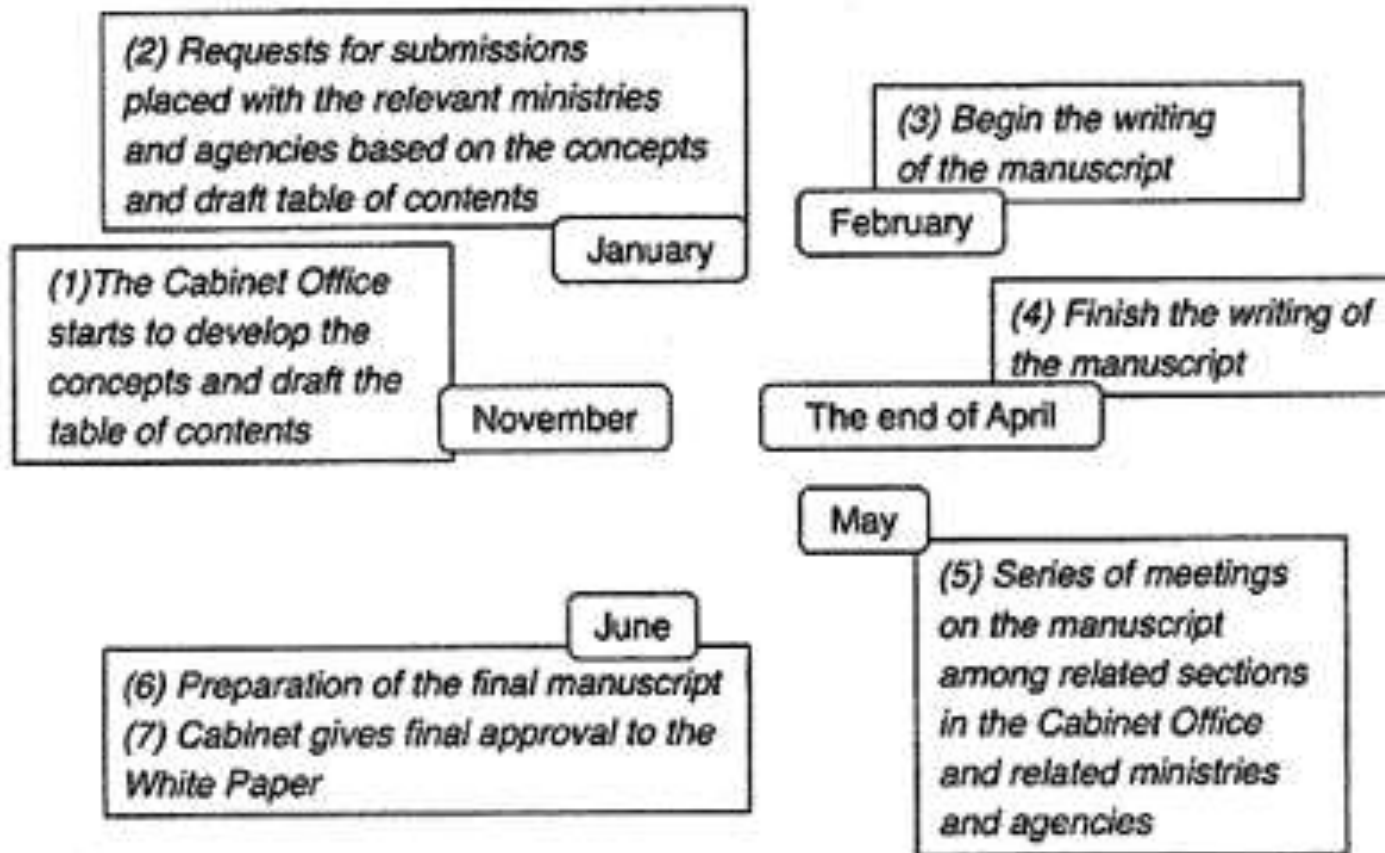 (1)The Cabinet Office
starts to develop the
concepts and draft the
table of contents
November
(2) Requests for submissions
placed with the relevant ministries
and agencies based on the concepts
and draft table of contents
January
(3) Begin the writing
of the manuscript
February
(4) Finish the writing of
the manuscript
The end of April
May
(5) Series of meetings
on the manuscript
among related sections
in the Cabinet Office
and related ministries
and agencies
June
(6) Preparation of the final manuscript
(7) Cabinet gives final approval to the
White Paper